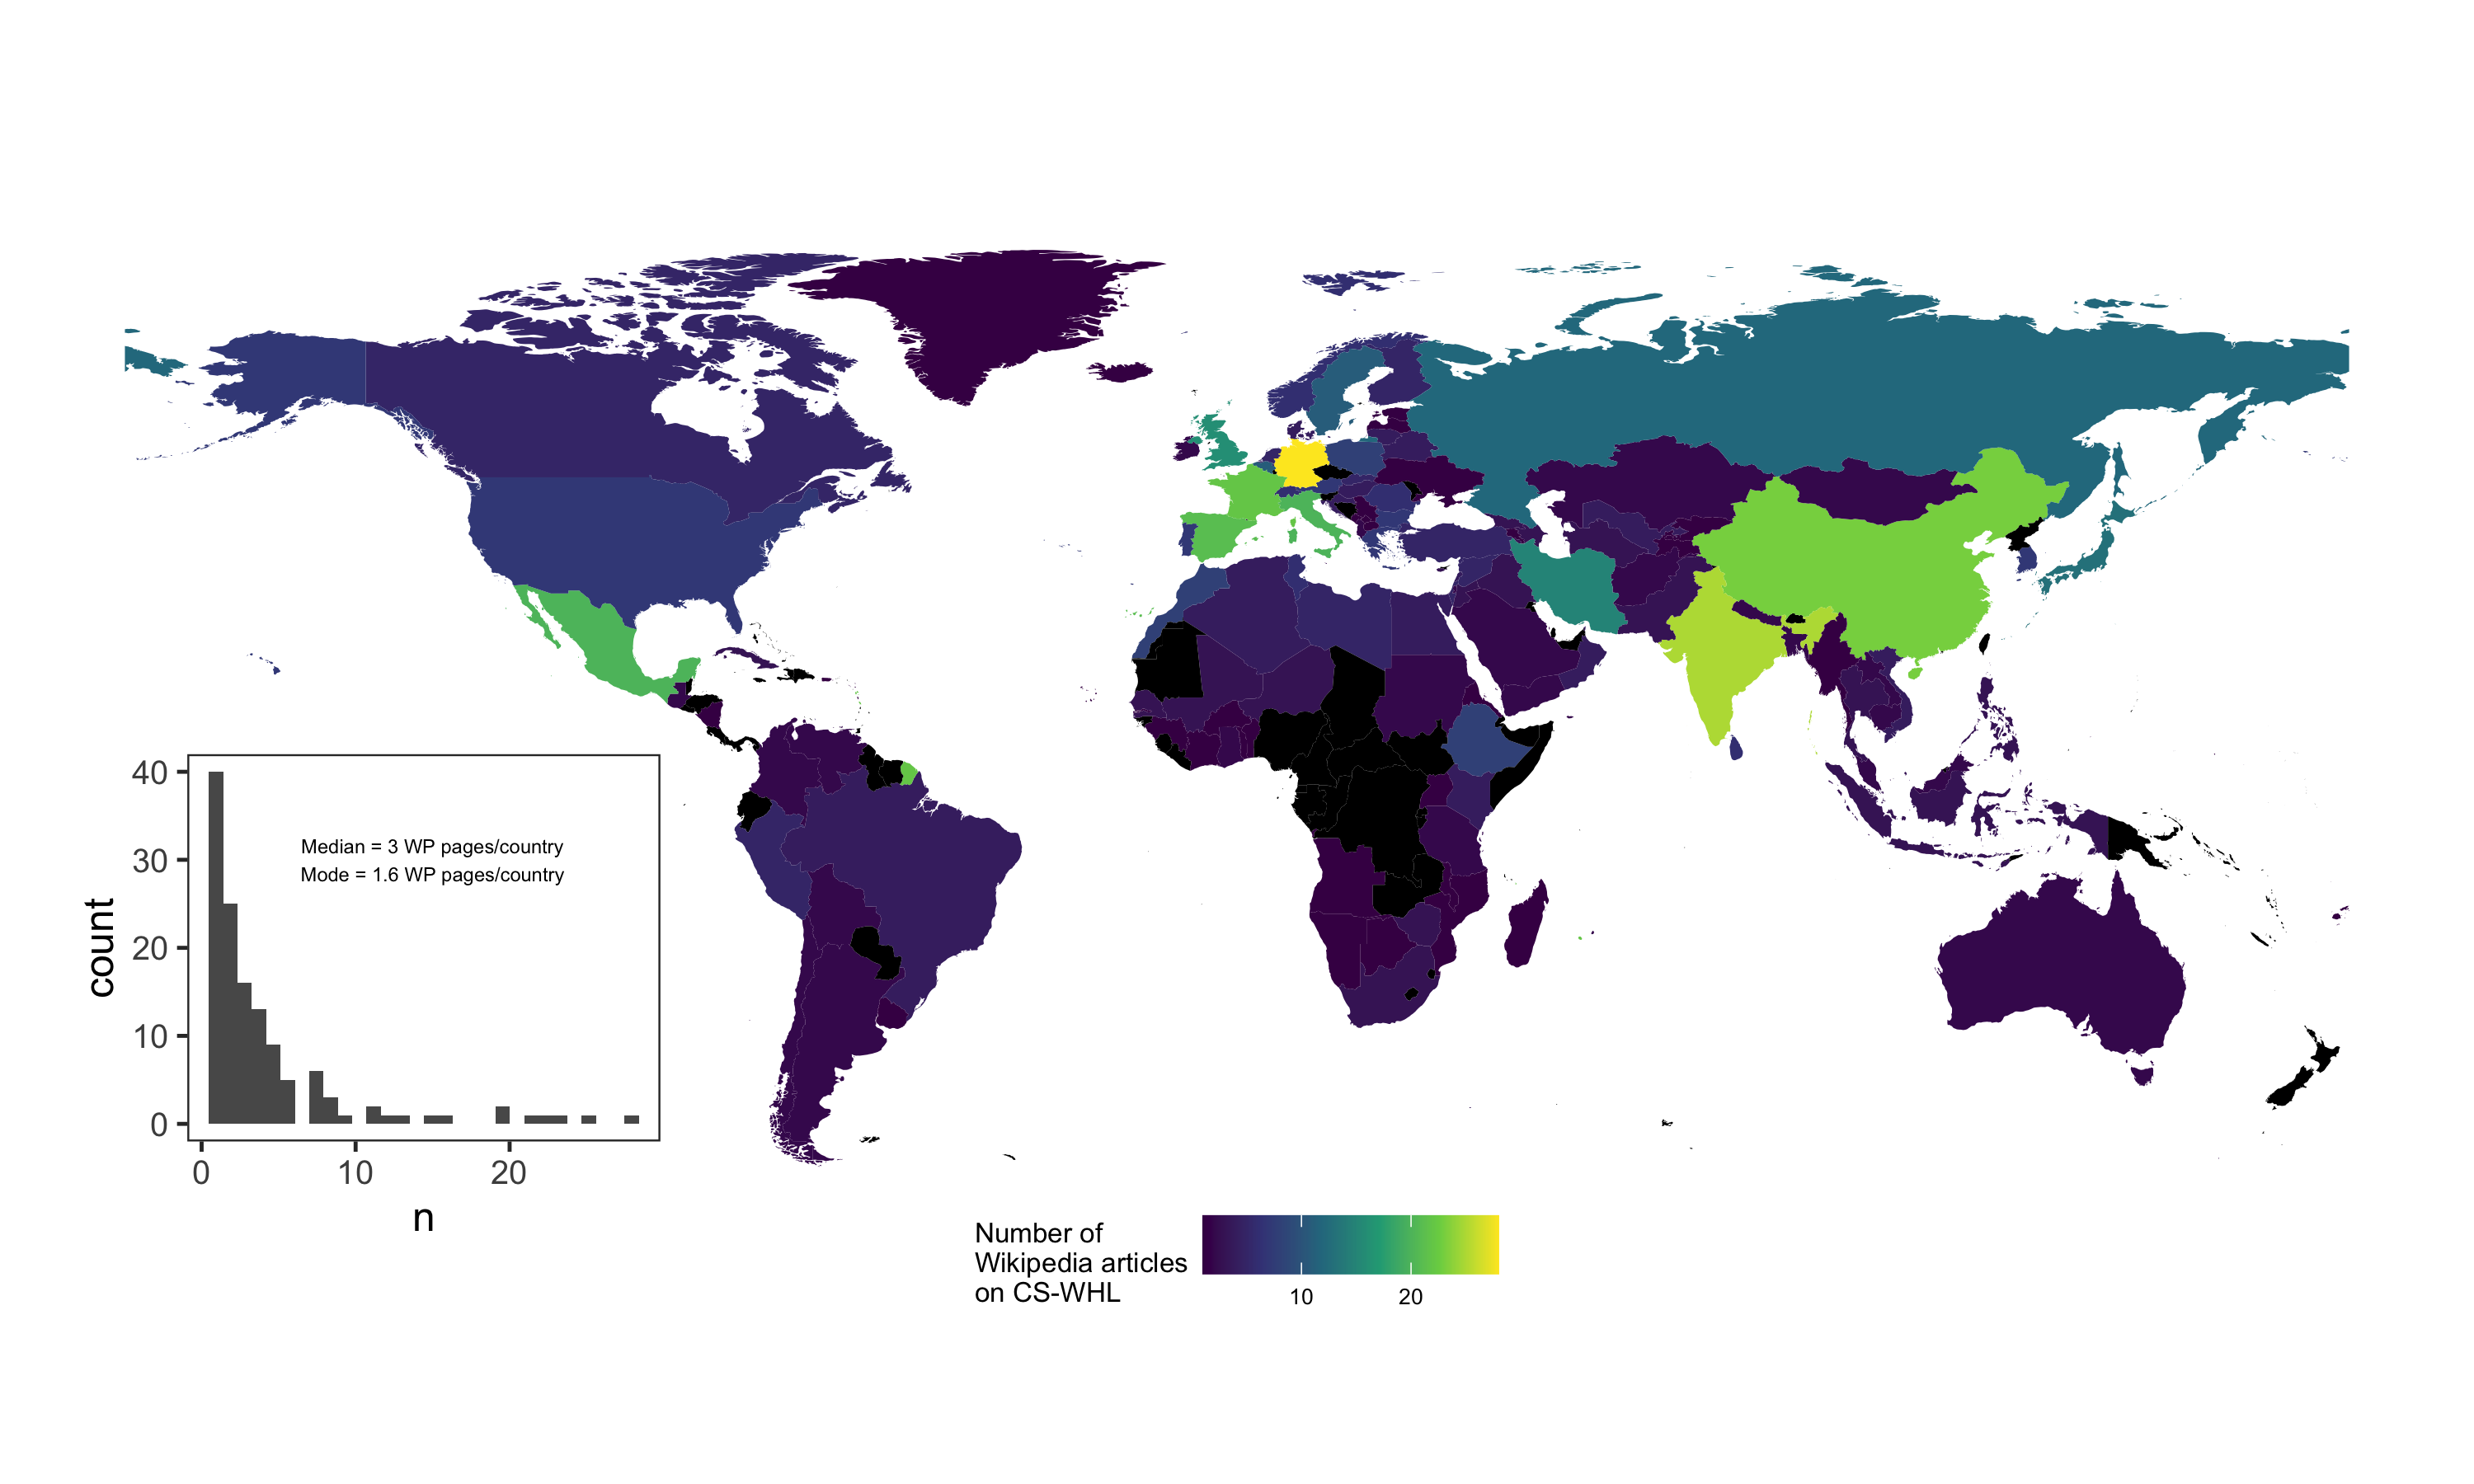 40
30
20
10
0
count
Median = 3 WP pages/country
Mode = 1.6 WP pages/country
0 10 20
n
Number of
Wikipedia articles
on CS-WHL
10 20